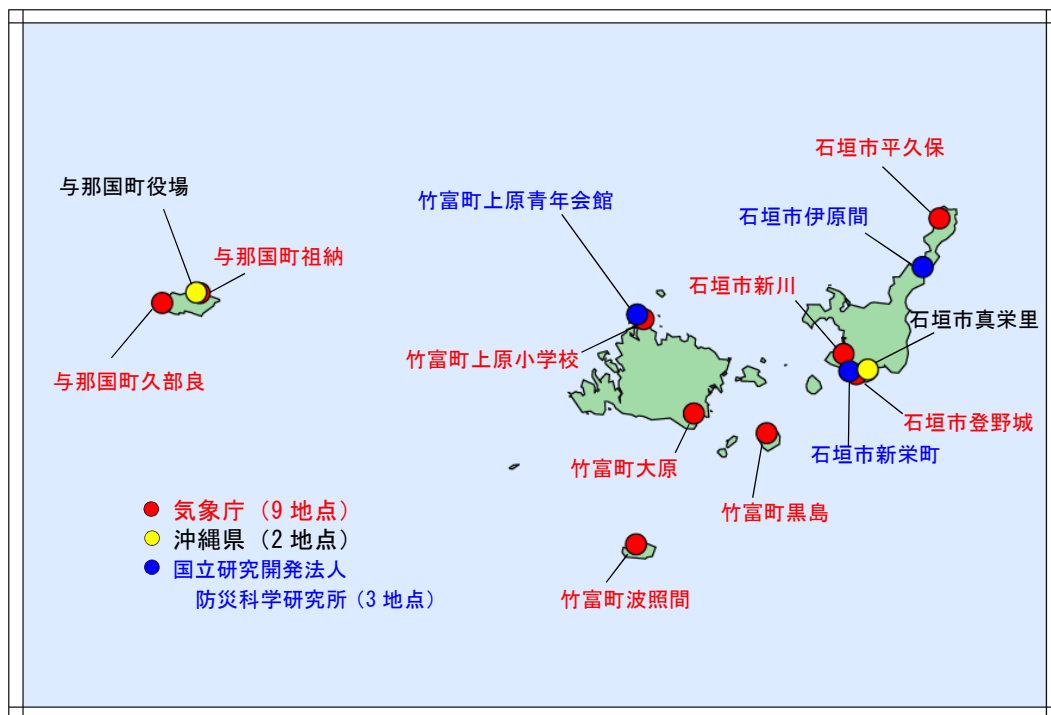 石垣市平久保
与那国町役場
竹富町上原青年会館
石垣市伊原間
与那国町祖納
石垣市新川
石垣市真栄里
竹富町上原小学校
与那国町久部良
石垣市登野城
石垣市新栄町
竹富町大原
竹富町黒島
気象庁（9 地点）
沖縄県（2 地点）
国立研究開発法人
防災科学研究所（3 地点）
竹富町波照間